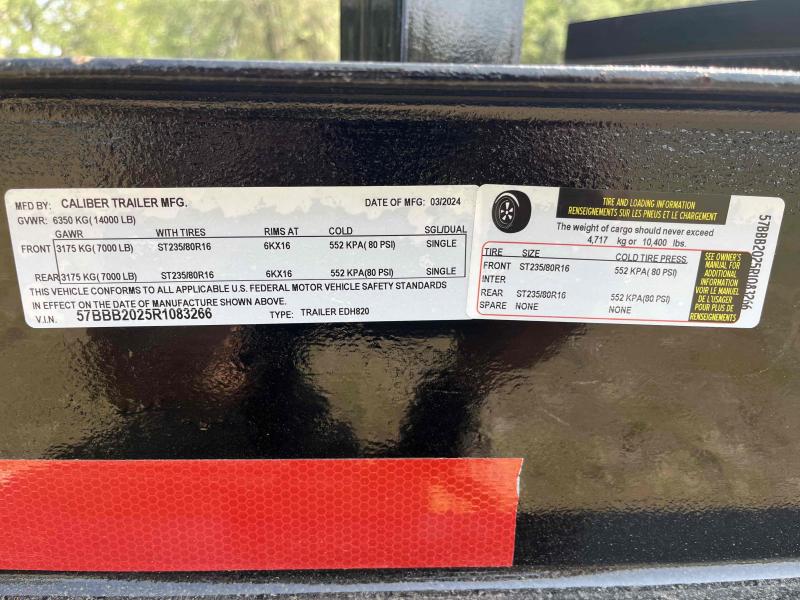 MFD BY: CALIBER TRAILER MFG. DATE OF MFG: 03/2024
GVWR: 6350 KG(14000 LB)
GAWR WITH TIRES RIMS AT COLD SGL/DUAL
FRONT 3175 KG(7000 LB) ST235/80R16 6KX16 552 KPA( 80 PSI) SINGLE
REAR 3175 KG(7000 LB) ST235/80R16 6KX16 552 KPA(80 PSI) SINGLE
THIS VEHICLE CONFORMS TO ALL APPLICABLE U.S. FEDERAL MOTOR VEHICLE SAFETY STANDARDS
IN EFFECT ON THE DATE OF MANUFACTURE SHOWN ABOVE.
V.I.N. 57BBB2025R1083266 TYPE: TRAILER EDH820
TIRE AND LOADING INFORMATION
RENSEIGNEMENTS SUR LES PNEUS ET LE CHARGEMENT
The weight of cargo should never exceed
4,717 kg or 10,400 lbs.
TIRE SIZE COLD TIRE PRESS.
FRONT ST235/80R16 552 KPA( 80 PSI)
INTER
REAR ST235/80R16 552 KPA(80 PSI)
SPARE NONE NONE
SEE OWNER'S
MANUAL FOR
ADDITIONAL
INFORMATION
VOIR LE MANUEL
DE L'USAGER
POUR PLUS DE
RENSEIGNEMENTS
57BBB2025R1083266